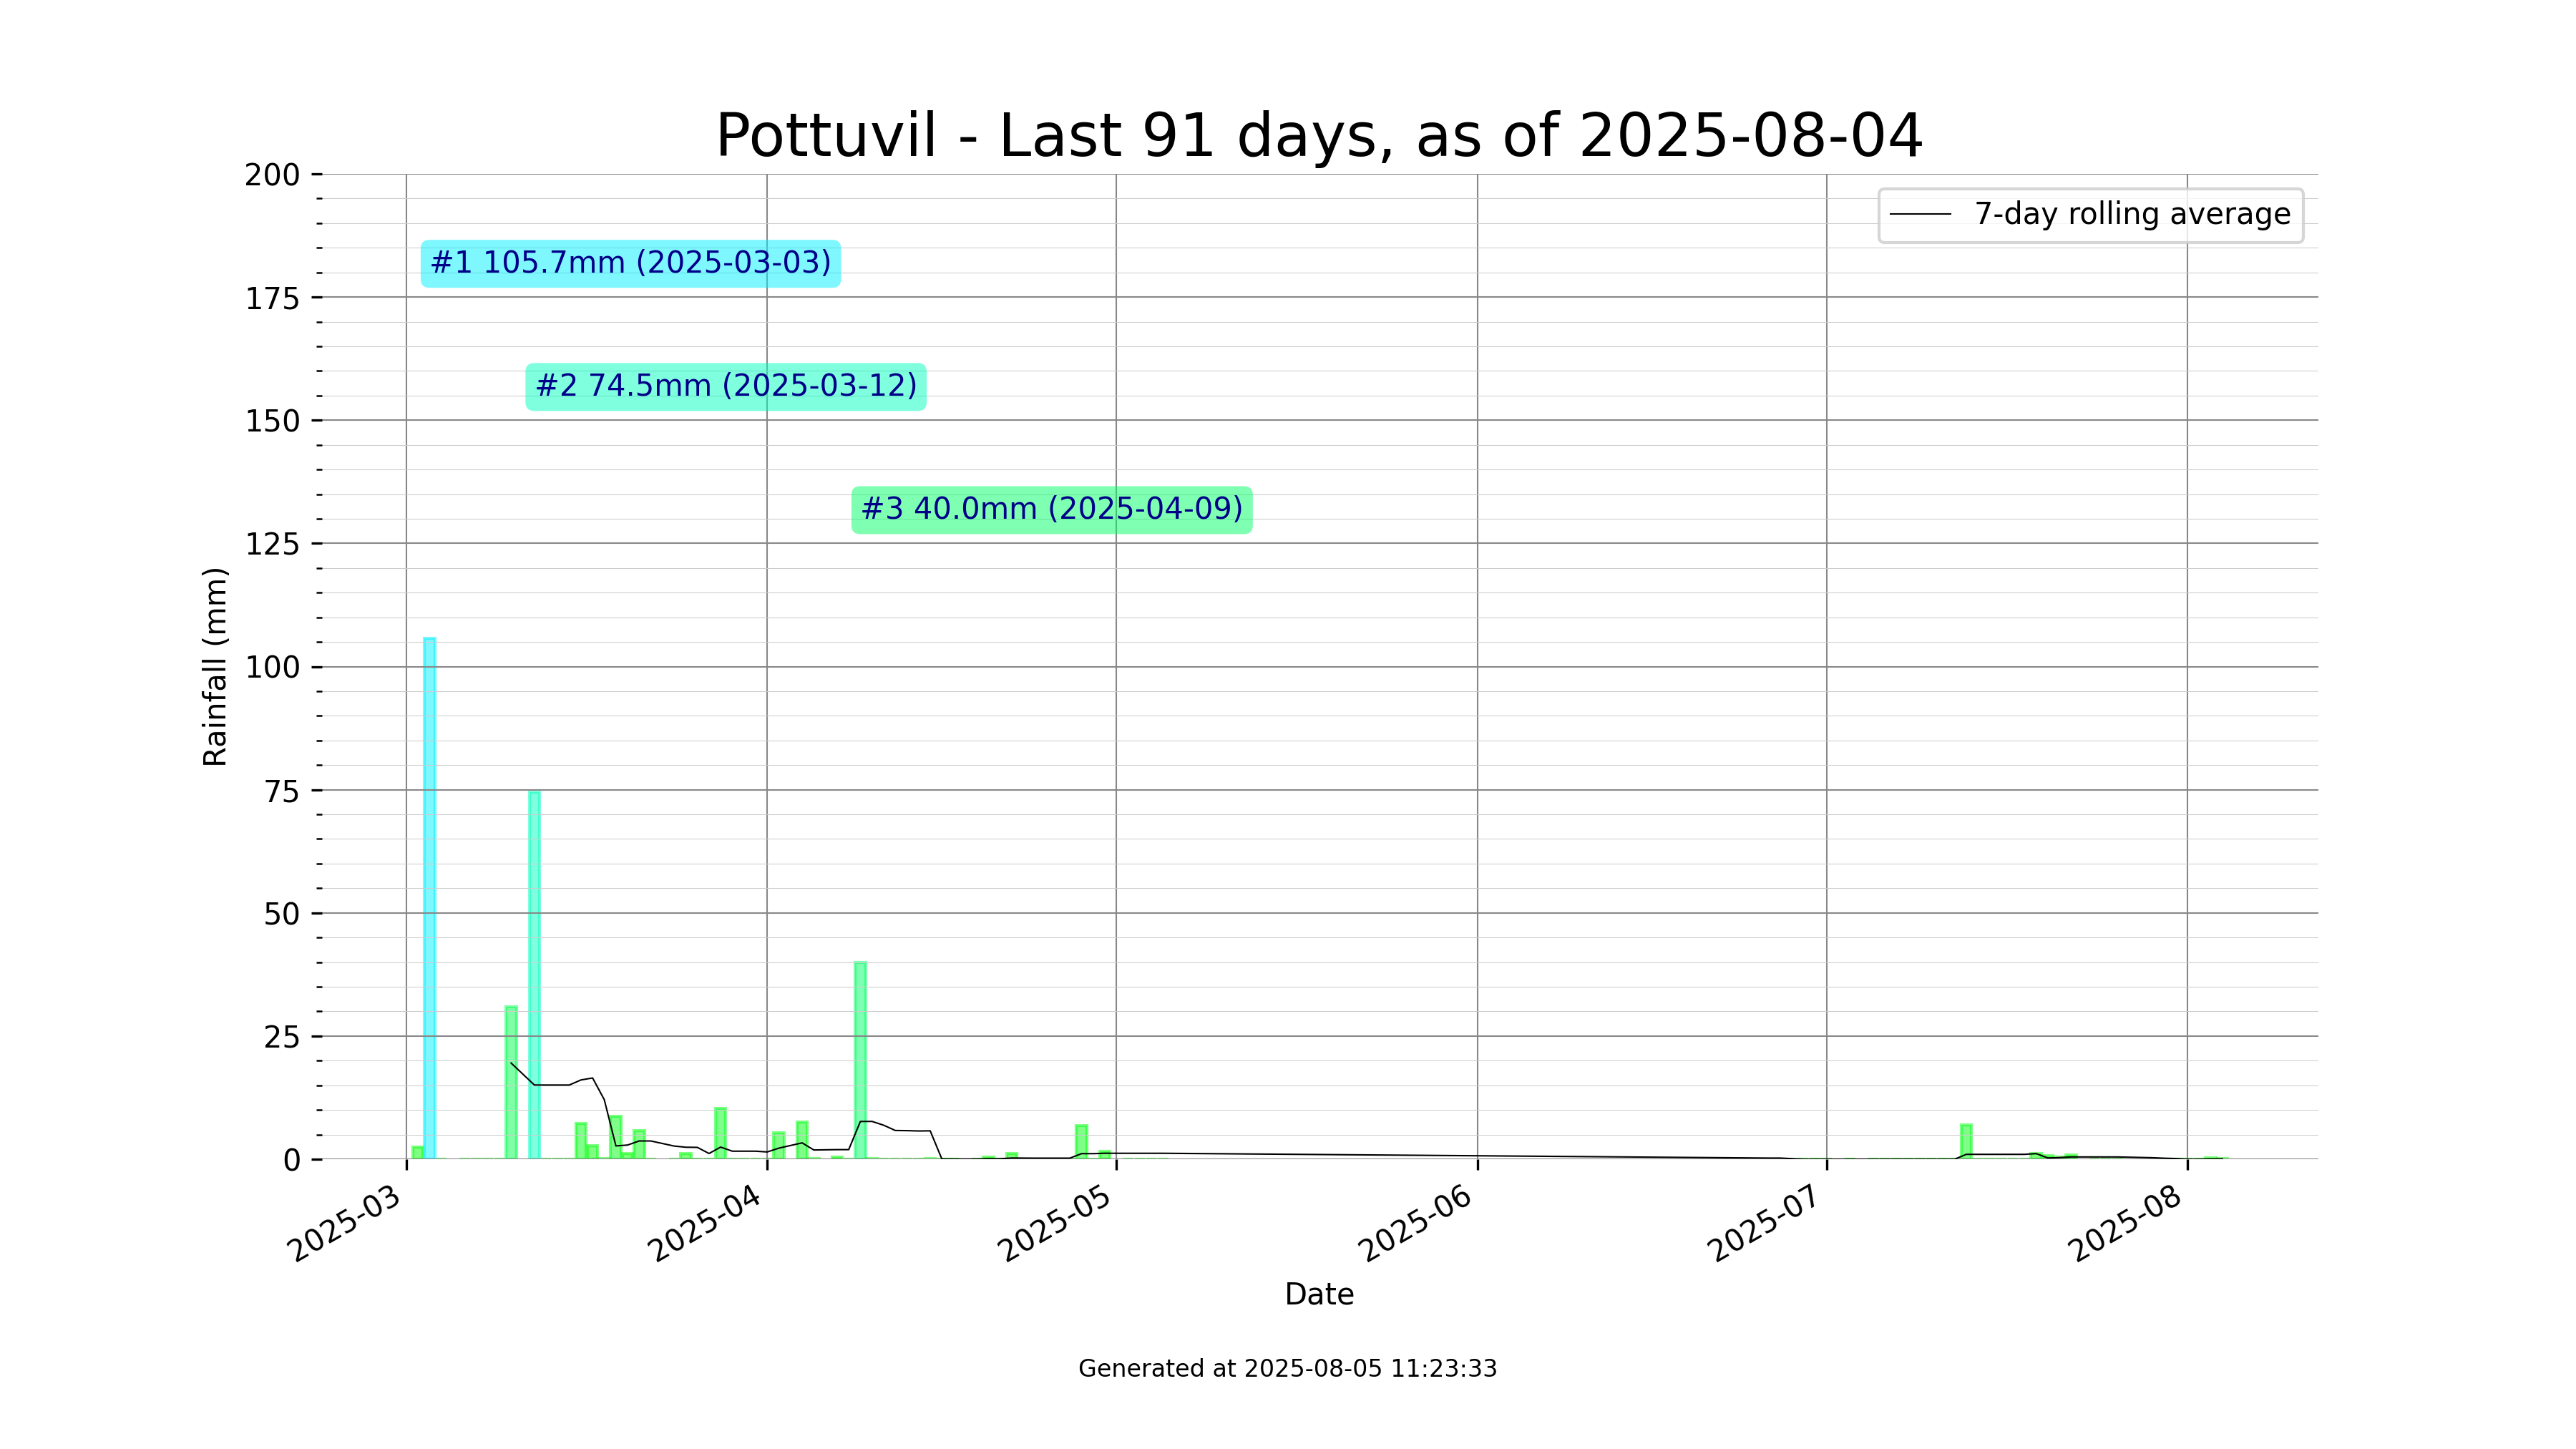 Pottuvil - Last 91 days, as of 2025-08-04
200
175
150
125
100
75
50
25
0
Rainfall (mm)
7-day rolling average
#1 105.7mm (2025-03-03)
#2 74.5mm (2025-03-12)
#3 40.0mm (2025-04-09)
2025-03
2025-04
2025-05
2025-06
2025-07
2025-08
Date
Generated at 2025-08-05 11:23:33